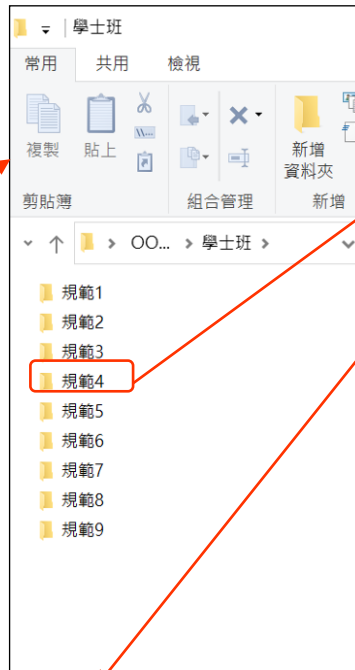 學士班
常用 共用 檢視
複製 貼上 新增
資料夾
剪貼簿 組合管理 新增
OO... 學士班
規範1
規範2
規範3
規範4
規範5
規範6
規範7
規範8
規範9